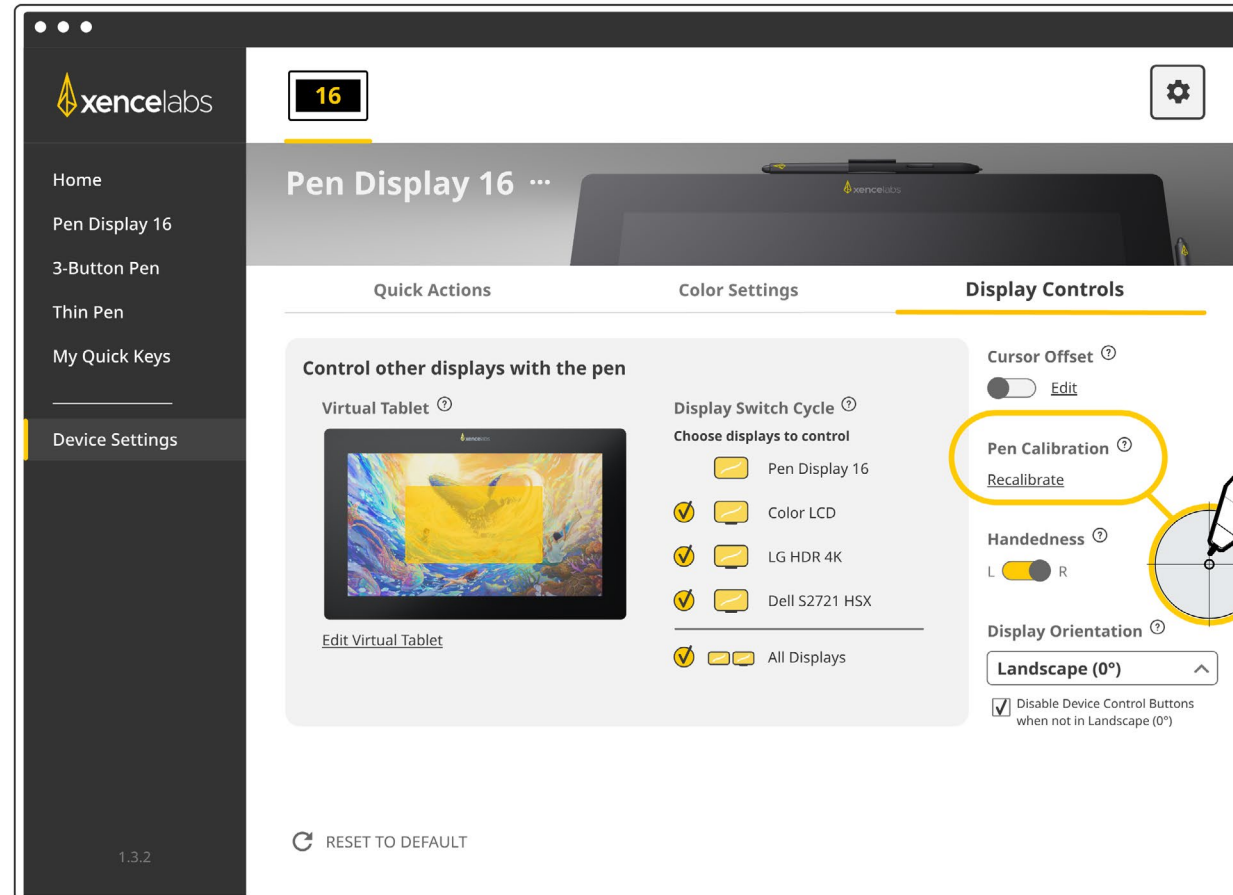 xencelabs
16
Home
Pen Display 16
3-Button Pen
Thin Pen
My Quick Keys
Device Settings
1.3.2
Pen Display 16 ···
xencelabs
Quick Actions
Color Settings
Display Controls
Control other displays with the pen
Virtual Tablet ?
xencelabs
Edit Virtual Tablet
Display Switch Cycle ?
Choose displays to control
Pen Display 16
Color LCD
LG HDR 4K
Dell S2721 HSX
All Displays
Cursor Offset ?
Edit
Pen Calibration ?
Recalibrate
Handedness ?
L R
Display Orientation ?
Landscape (0°)
Disable Device Control Buttons
when not in Landscape (0°)
RESET TO DEFAULT